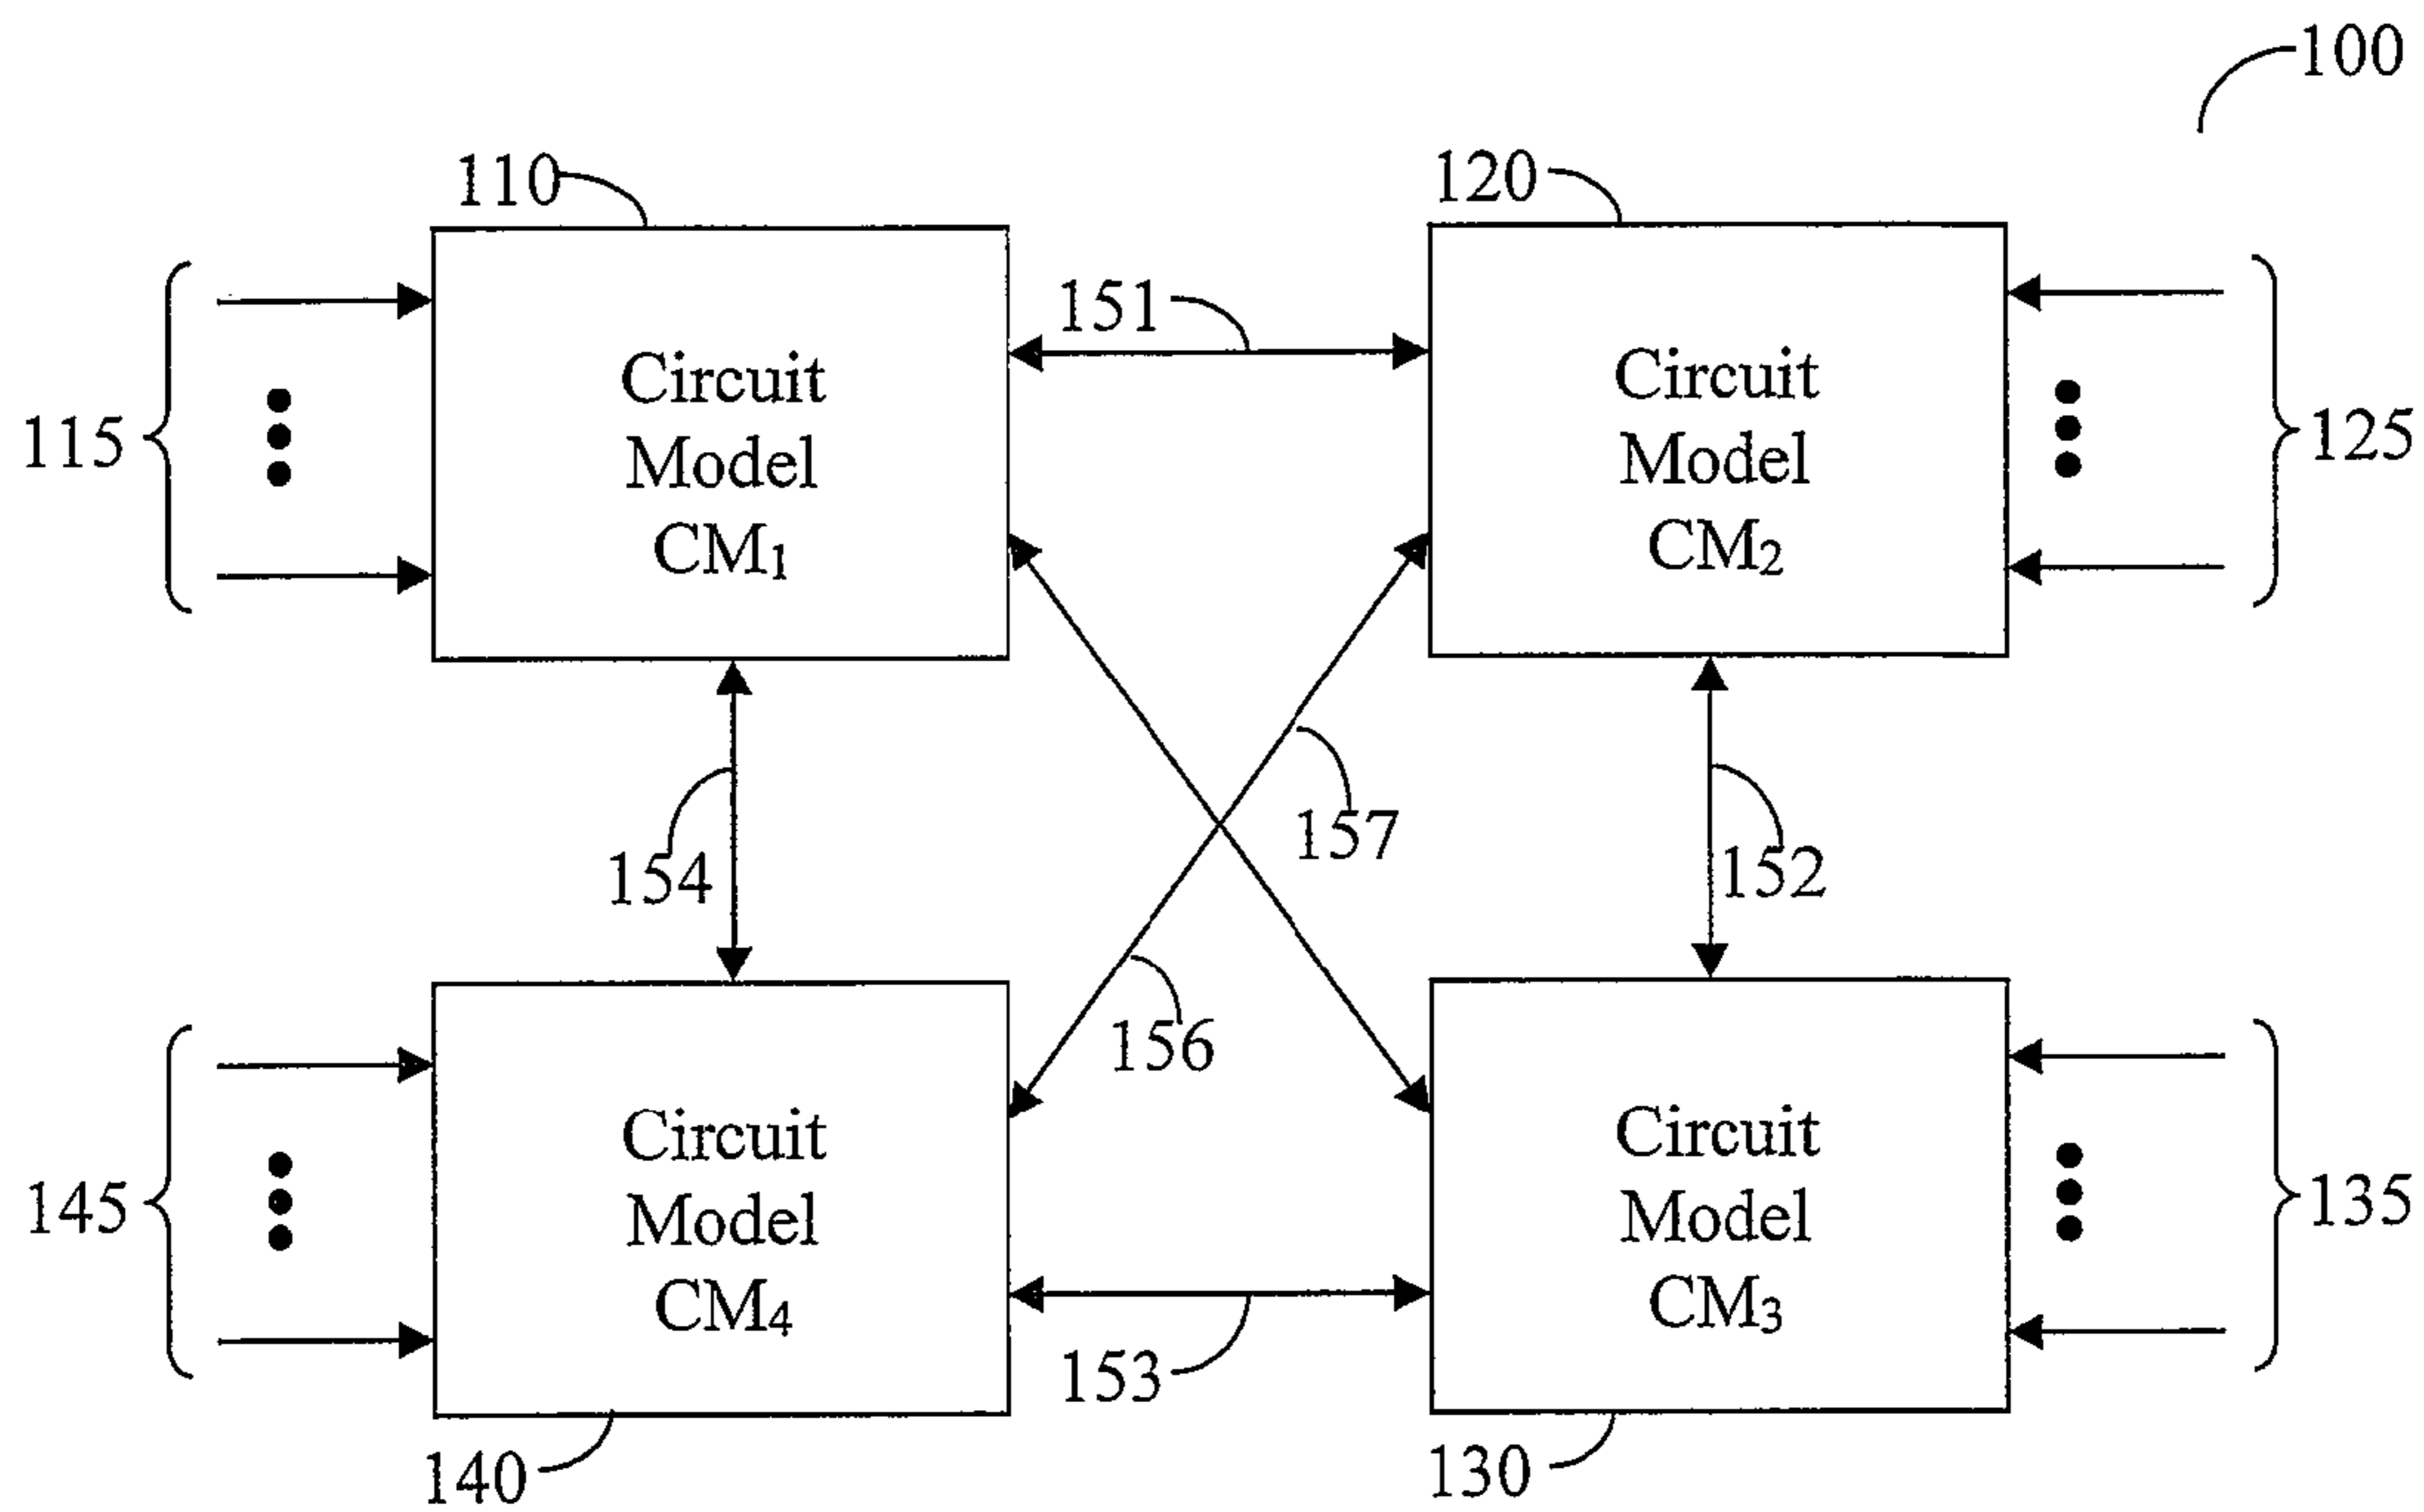 100
110
120
115
Circuit
Model
CM₁
151
Circuit
Model
CM₂
125
154
157
152
156
145
Circuit
Model
CM₄
153
Circuit
Model
CM₃
135
140
130